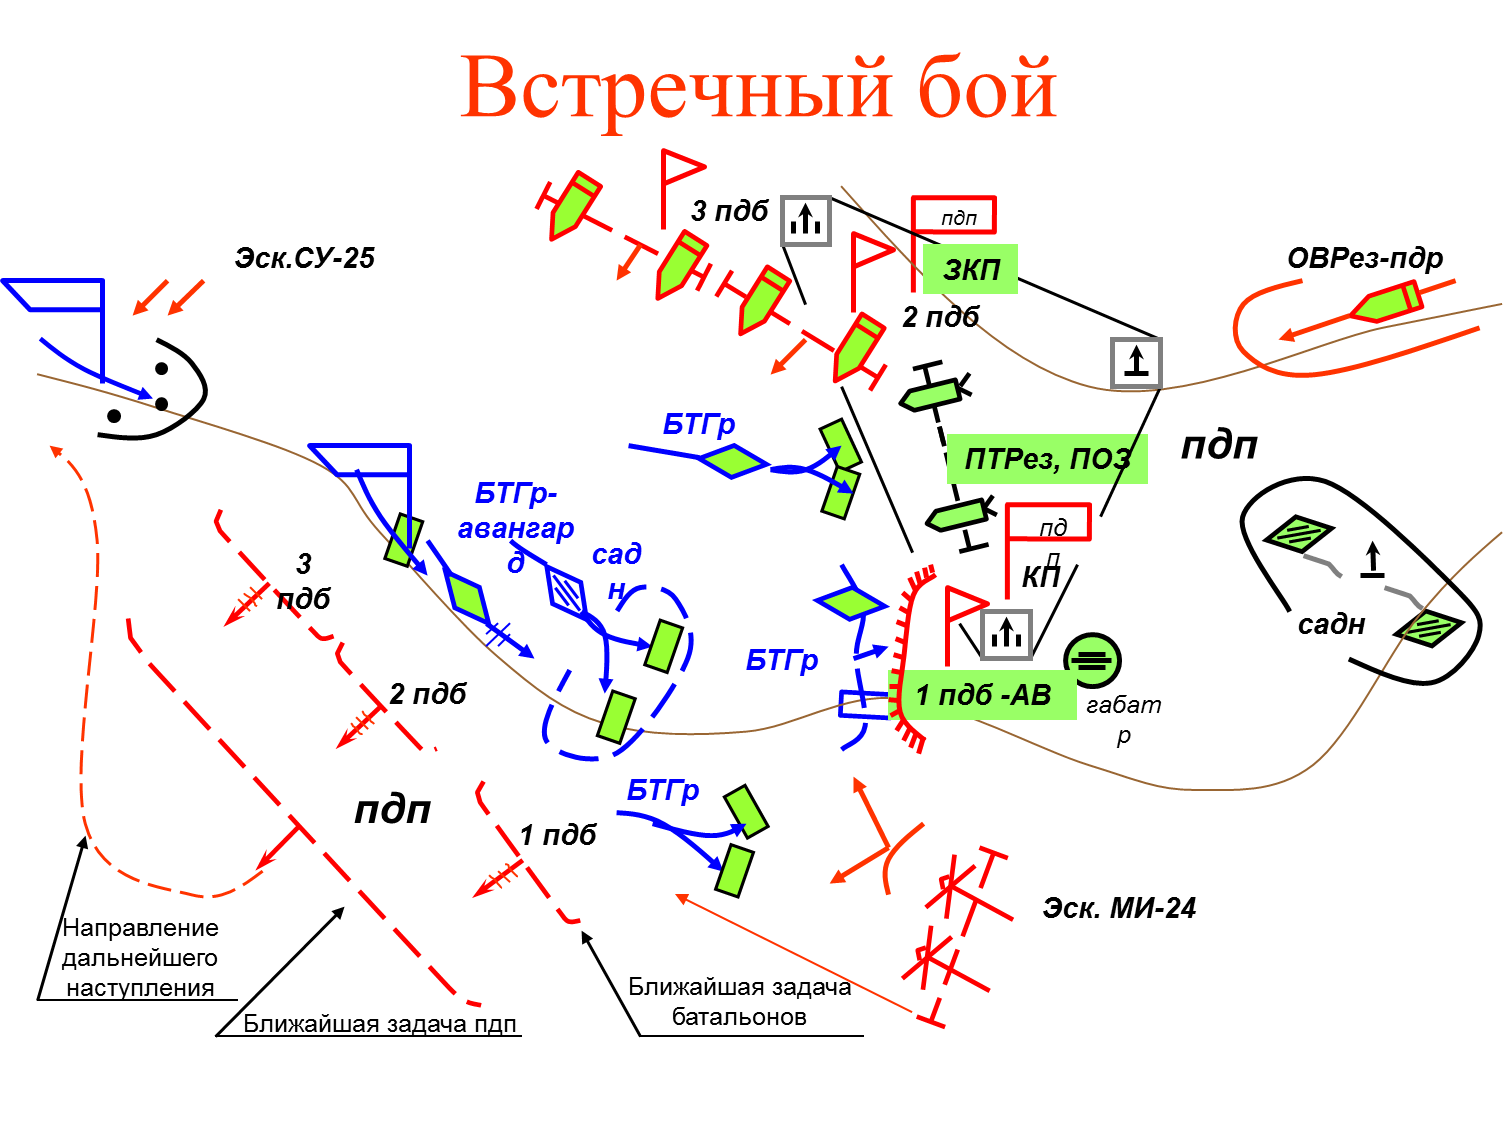 Встречный бой
3 пдб
пдп
Эск.СУ-25
ЗКП
ОВРез-пдр
2 пдб
БТГр
ПТРез, ПОЗ
пдп
БТГр-
авангар
д
сад
н
пд
п
КП
3
пдб
садн
БТГр
2 пдб
1 пдб -АВ
габат
р
БТГр
пдп
1 пдб
Эск. МИ-24
Направление
дальнейшего
наступления
Ближайшая задача
батальонов
Ближайшая задача пдп